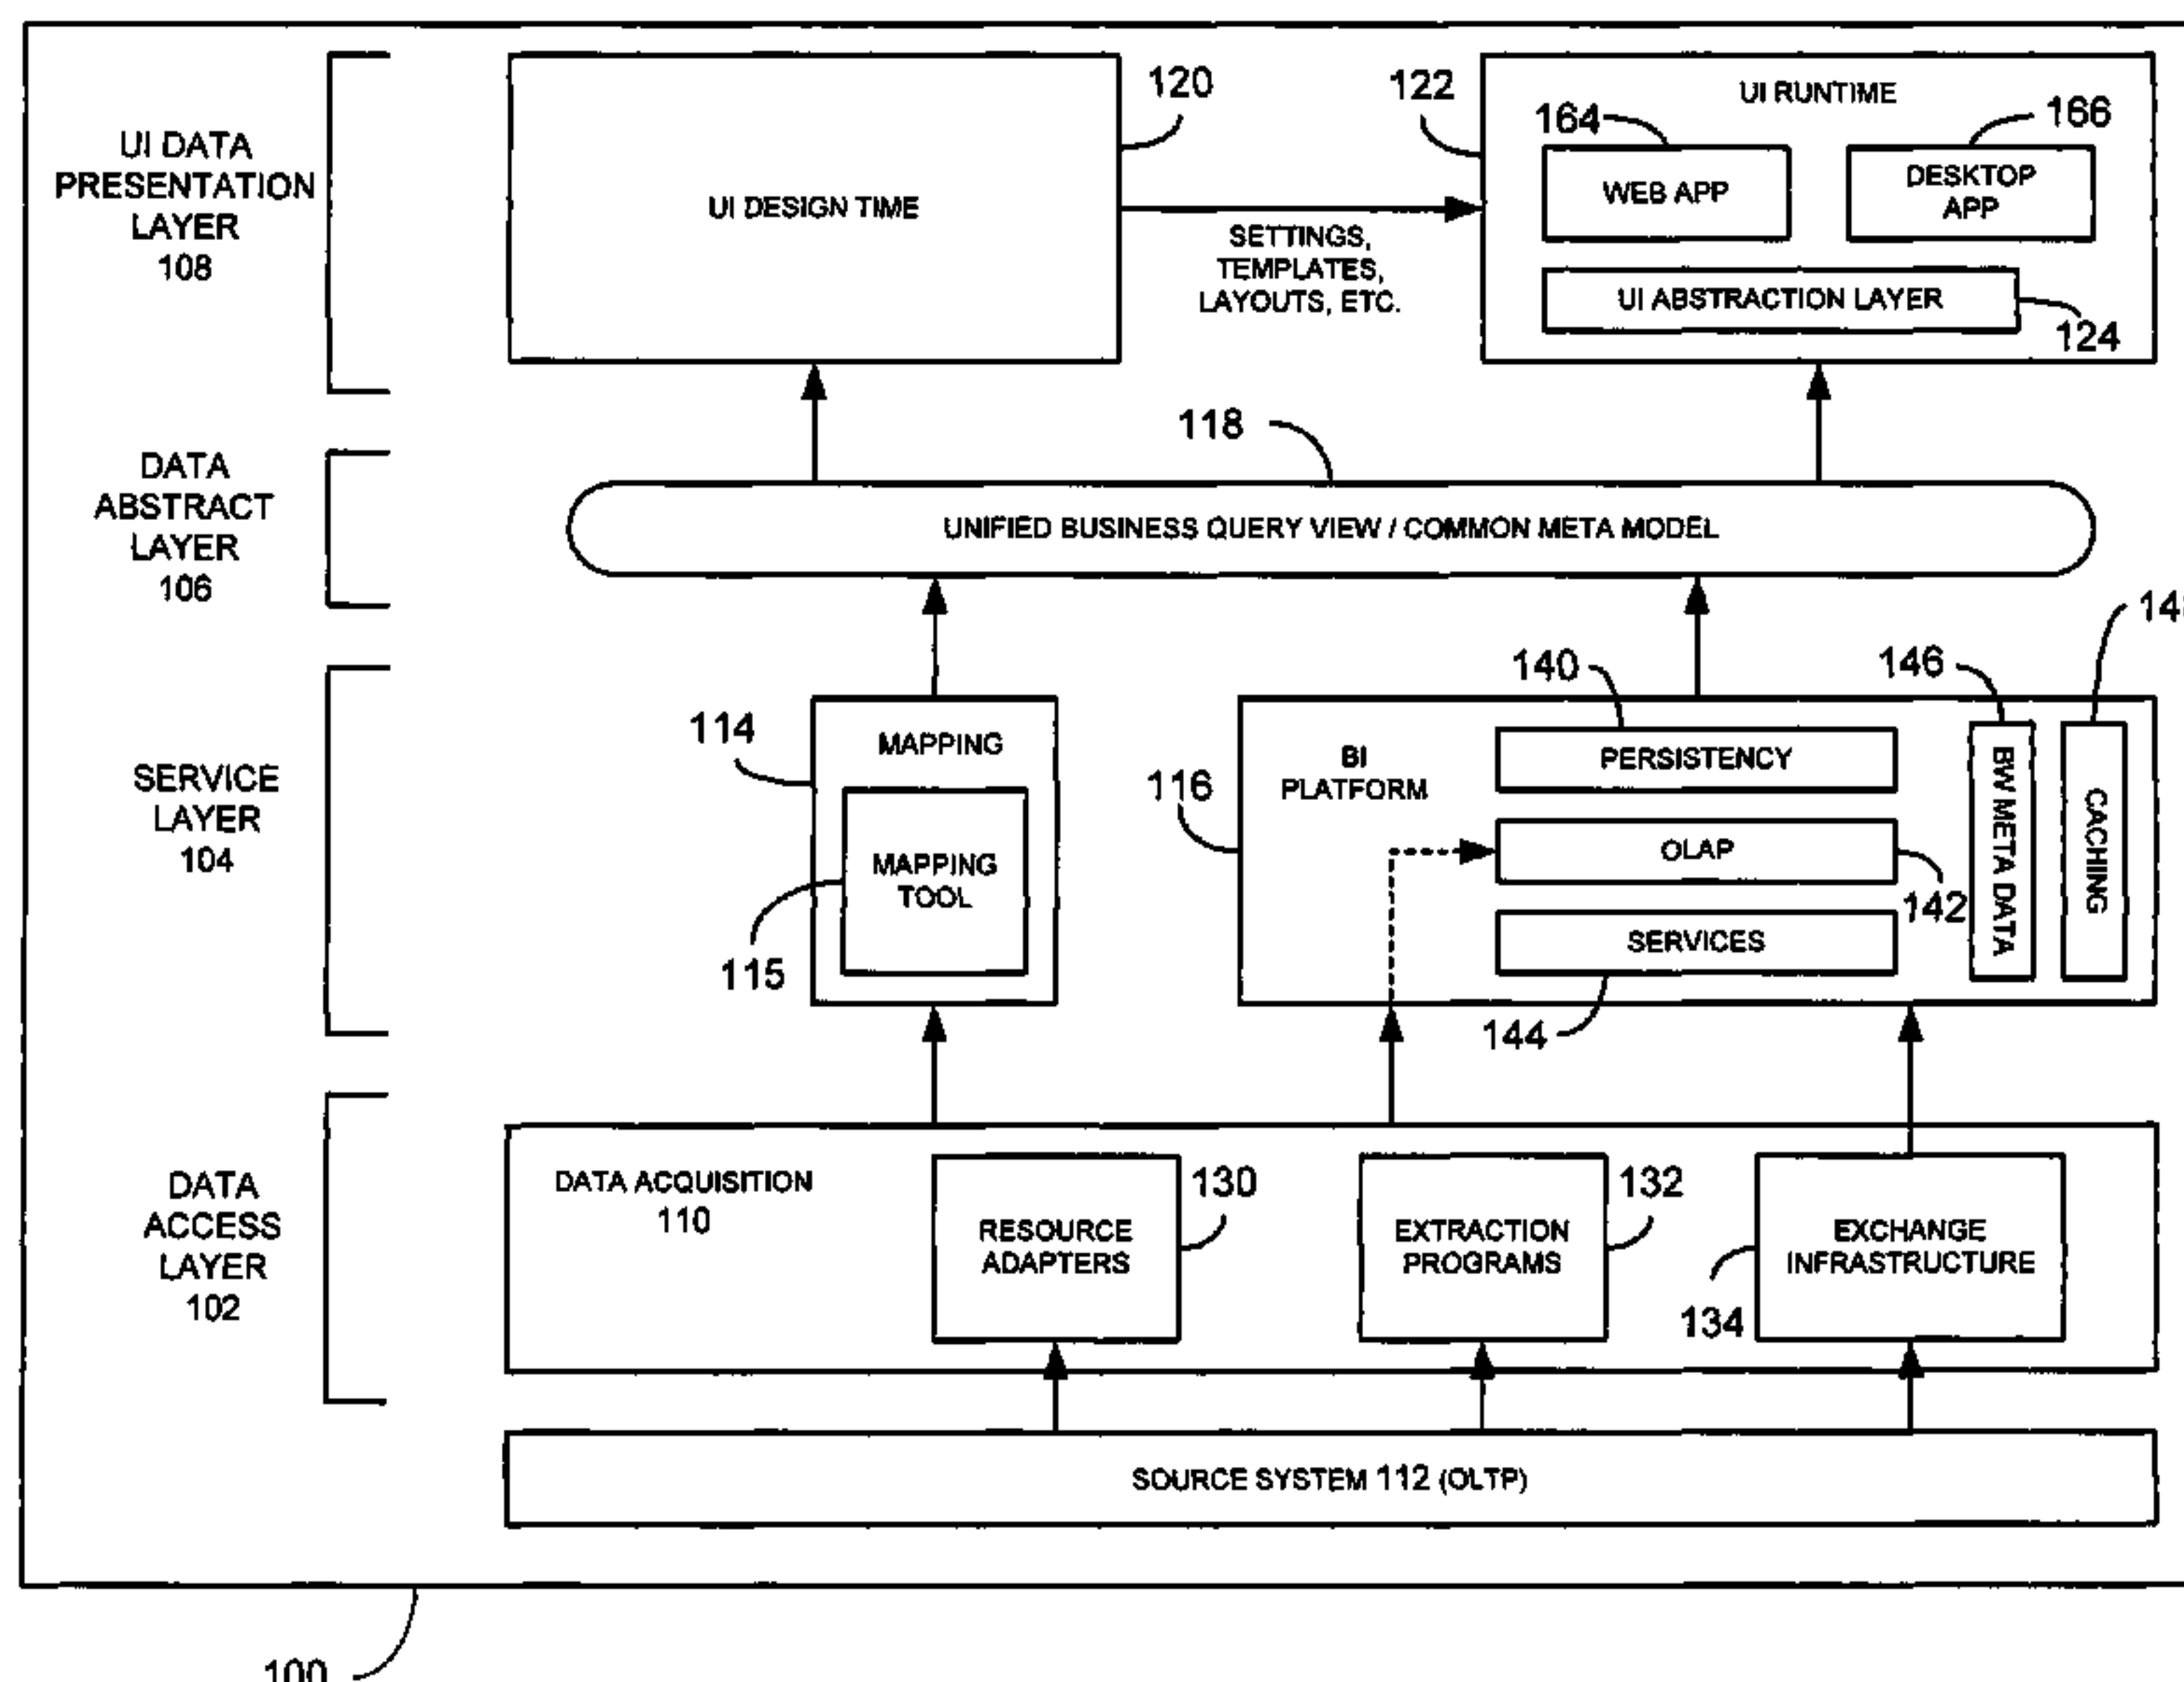 120
122
UI RUNTIME
164
166
UI DATA
PRESENTATION
LAYER
108
UI DESIGN TIME
WEB APP
DESKTOP
APP
SETTINGS,
TEMPLATES,
LAYOUTS, ETC.
UI ABSTRACTION LAYER
124
118
DATA
ABSTRACT
LAYER
106
UNIFIED BUSINESS QUERY VIEW / COMMON META MODEL
140
146
SERVICE
LAYER
104
114
MAPPING
MAPPING
TOOL
115
116
BI
PLATFORM
PERSISTENCY
OLAP
142
SERVICES
144
BW META DATA
CACHING
DATA
ACCESS
LAYER
102
DATA ACQUISITION
110
RESOURCE
ADAPTERS
130
EXTRACTION
PROGRAMS
132
EXCHANGE
INFRASTRUCTURE
134
SOURCE SYSTEM 112 (OLTP)
100